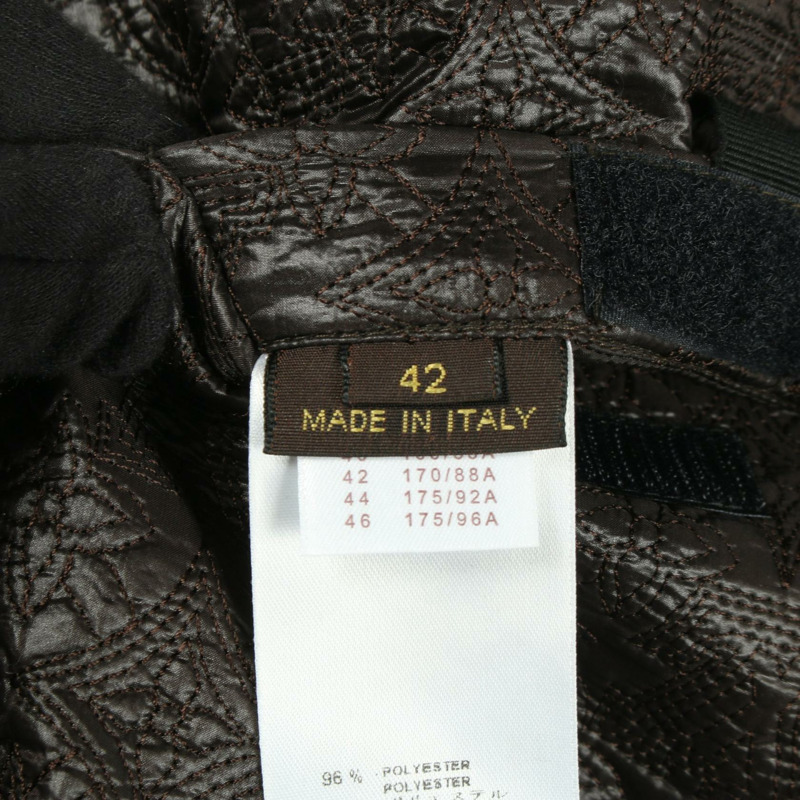 42
MADE IN ITALY
42 170/88A
44 175/92A
46 175/96A
96 % POLYESTER
POLYESTER